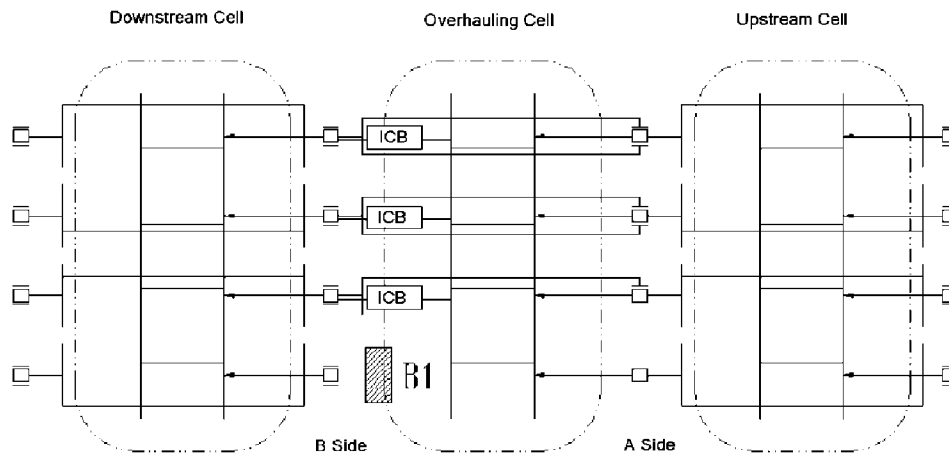 Downstream Cell
Overhauling Cell
Upstream Cell
ICB
ICB
ICB
B1
B Side
A Side